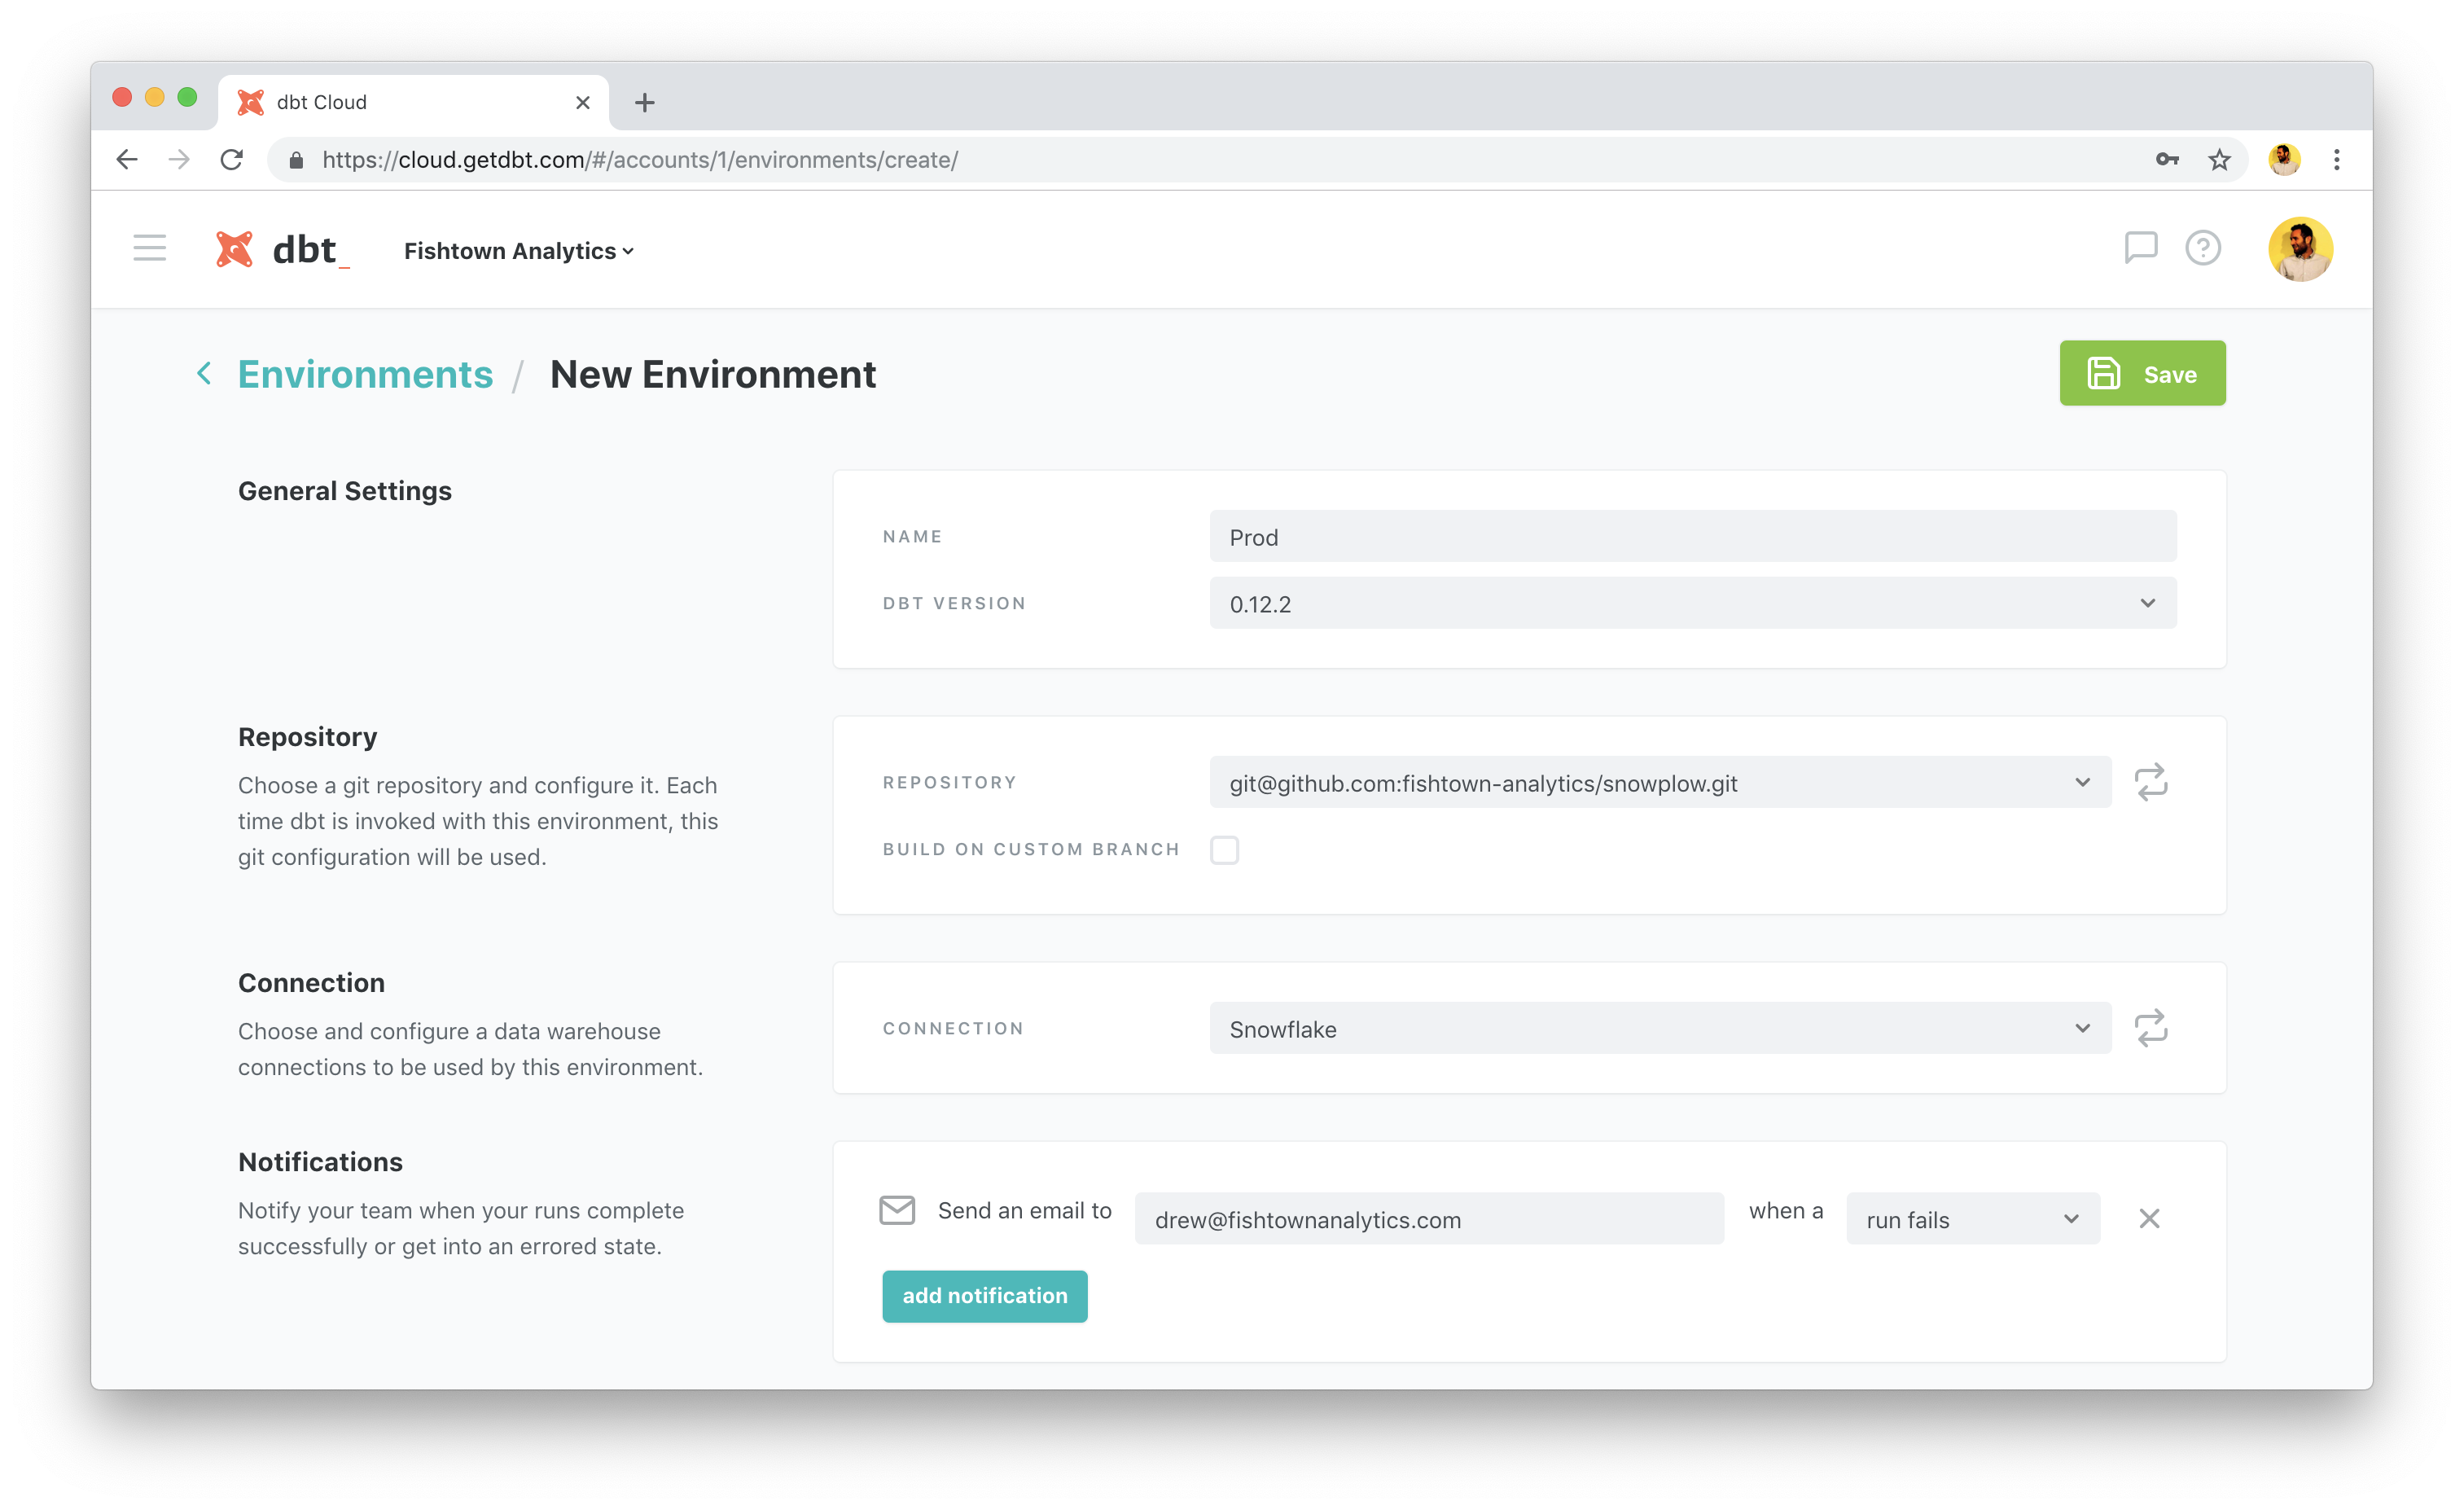 dbt Cloud
https://cloud.getdbt.com/#/accounts/1/environments/create/
dbt_
Fishtown Analytics
Environments / New Environment
Save
General Settings
NAME
Prod
DBT VERSION
0.12.2
Repository
Choose a git repository and configure it. Each
time dbt is invoked with this environment, this
git configuration will be used.
REPOSITORY
git@github.com:fishtown-analytics/snowplow.git
BUILD ON CUSTOM BRANCH
Connection
Choose and configure a data warehouse
connections to be used by this environment.
CONNECTION
Snowflake
Notifications
Notify your team when your runs complete
successfully or get into an errored state.
Send an email to drew@fishtownanalytics.com when a run fails
add notification